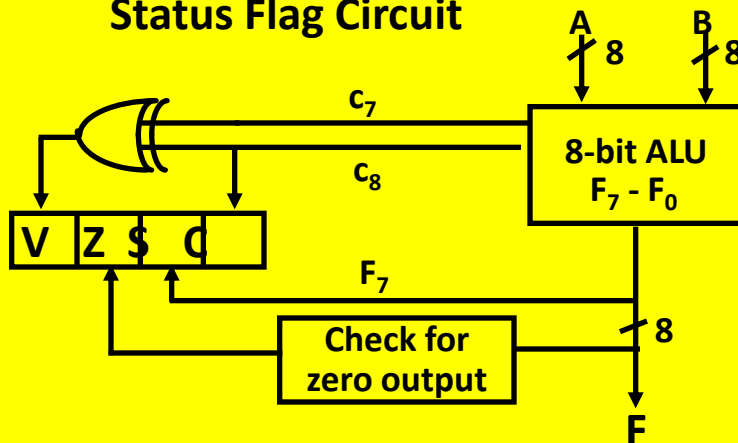 Status Flag Circuit
A
B
8
8
c7
c8
8-bit ALU
F7 - F0
V Z S C
F7
8
Check for
zero output
F